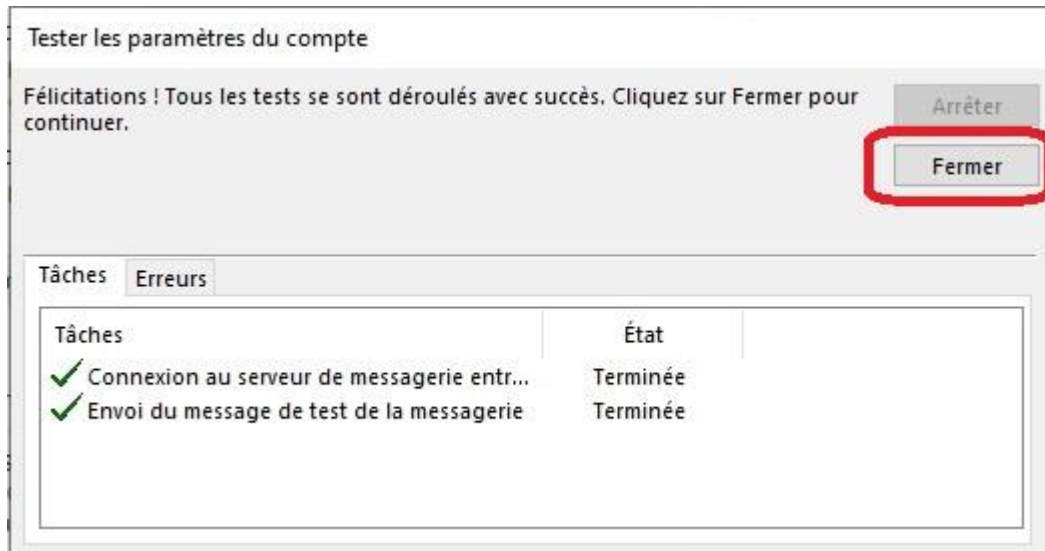 Tester les paramètres du compte
Félicitations ! Tous les tests se sont déroulés avec succès. Cliquez sur Fermer pour
continuer.
Arrêter
Fermer
Tâches Erreurs
Tâches État
Connexion au serveur de messagerie entr... Terminée
Envoi du message de test de la messagerie Terminée